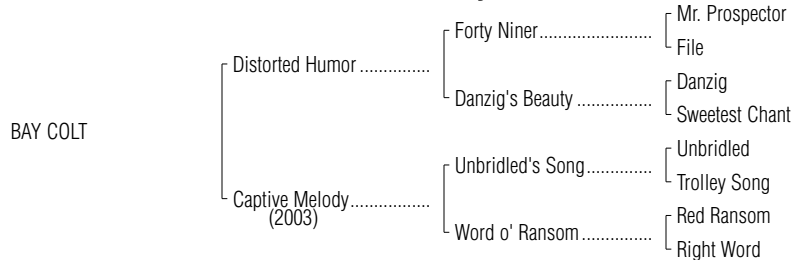 Mr. Prospector
Forty Niner.......................
File
Distorted Humor ...............
Danzig
Danzig's Beauty ................
Sweetest Chant
BAY COLT
Unbridled
Unbridled's Song..............
Trolley Song
Captive Melody.................
(2003)
Red Ransom
Word o' Ransom...............
Right Word